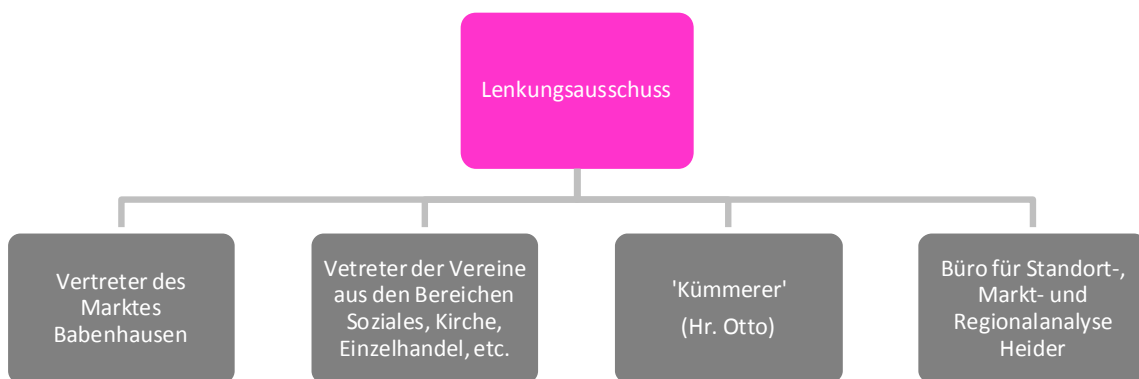 Lenkungsausschuss
Vertreter des
Marktes
Babenhausen
Vetreter der Vereine
aus den Bereichen
Soziales, Kirche,
Einzelhandel, etc.
'Kümmerer'
(Hr. Otto)
Büro für Standort-,
Markt- und
Regionalanalyse
Heider